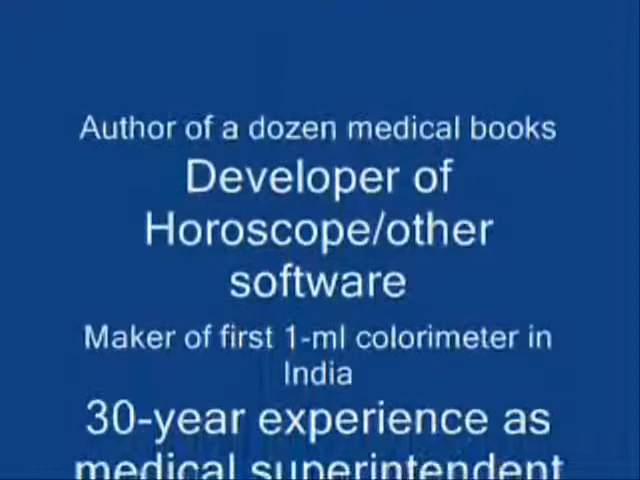 Author of a dozen medical books
Developer of
Horoscope/other
software
Maker of first 1-ml colorimeter in
India
30-year experience as
medical superintendent